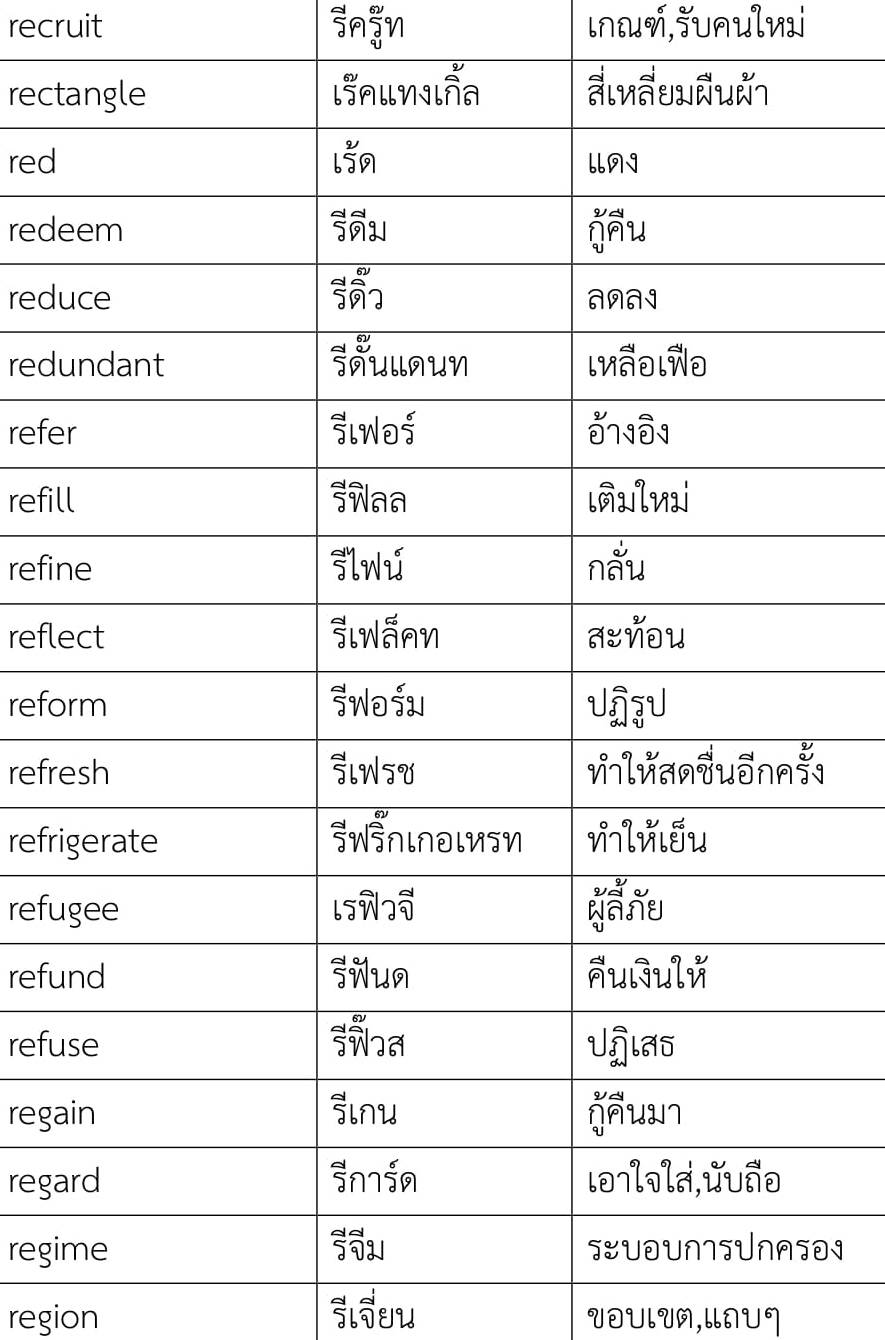 recruit รีครู๊ท เกณฑ์,รับคนใหม่
rectangle เร๊คแทงเกิ้ล สี่เหลี่ยมผืนผ้า
red เร้ด แดง
redeem รีดีม กู้คืน
reduce รีดิ๊ว ลดลง
redundant รีดั๊นแดนท เหลือเฟือ
refer รีเฟอร์ อ้างอิง
refill รีฟิลล เติมใหม่
refine รีไฟน์ กลั่น
reflect รีเฟล็คท สะท้อน
reform รีฟอร์ม ปฏิรูป
refresh รีเฟรช ทำให้สดชื่นอีกครั้ง
refrigerate รีฟริ๊กเกอเหรท ทำให้เย็น
refugee เรฟิวจี ผู้ลี้ภัย
refund รีฟันด คืนเงินให้
refuse รีฟิ๊วส ปฏิเสธ
regain รีเกน กู้คืนมา
regard รีการ์ด เอาใจใส่,นับถือ
regime รีจีม ระบอบการปกครอง
region รีเจี่ยน ขอบเขต,แถบๆ